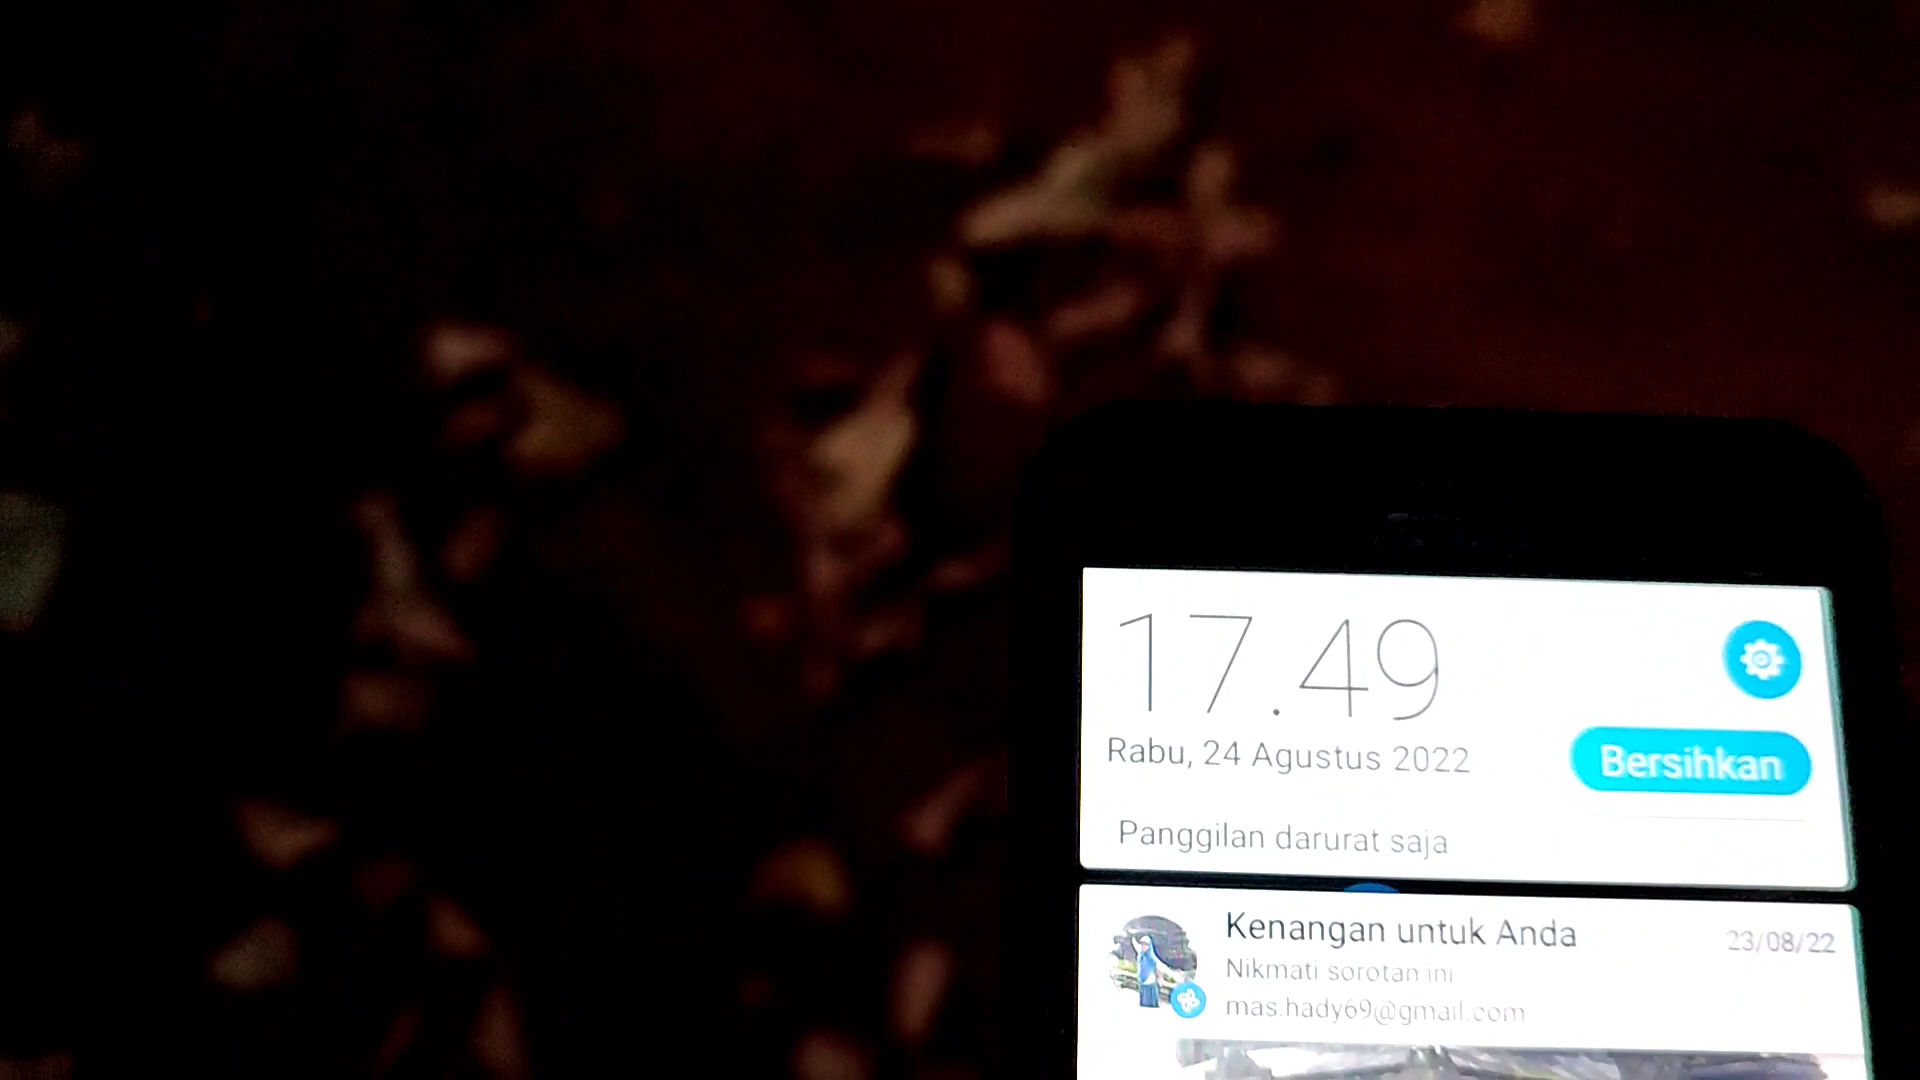 17.49
Rabu, 24 Agustus 2022
Bersihkan
Panggilan darurat saja
Kenangan untuk Anda
23/08/22
Nikmati sorotan ini
mas.hady69@gmail.com